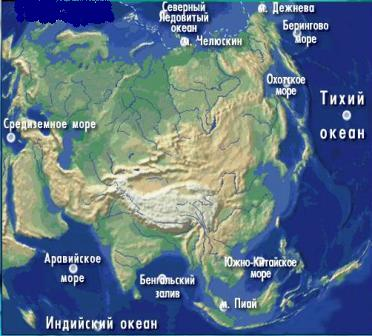 Северный
Ледовитый
океан
м. Дежнева
Берингово
море
м. Челюскин
Охотское
море
Тихий
океан
Средиземное море
Аравийское
море
Бенгальский
залив
Южно-Китайское
море
м. Пиай
Индийский океан